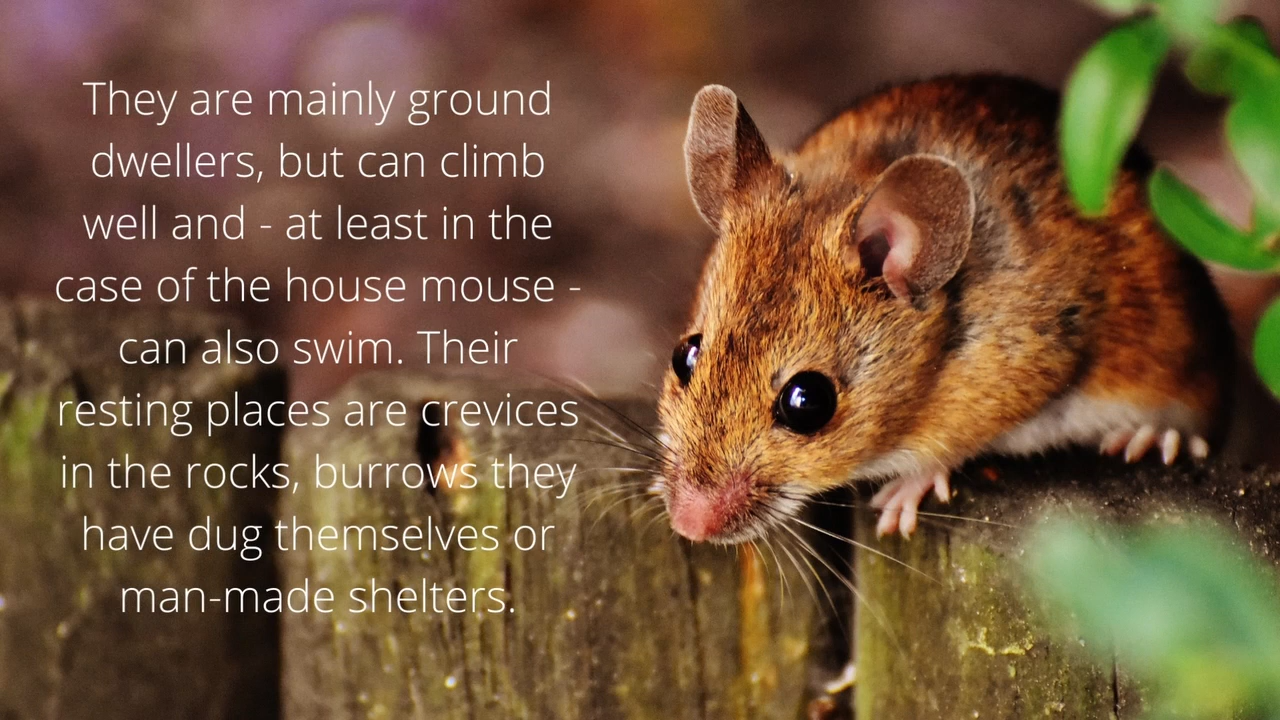 They are mainly ground
dwellers, but can climb
well and - at least in the
case of the house mouse -
can also swim. Their
resting places are crevices
in the rocks, burrows they
have dug themselves or
man-made shelters.